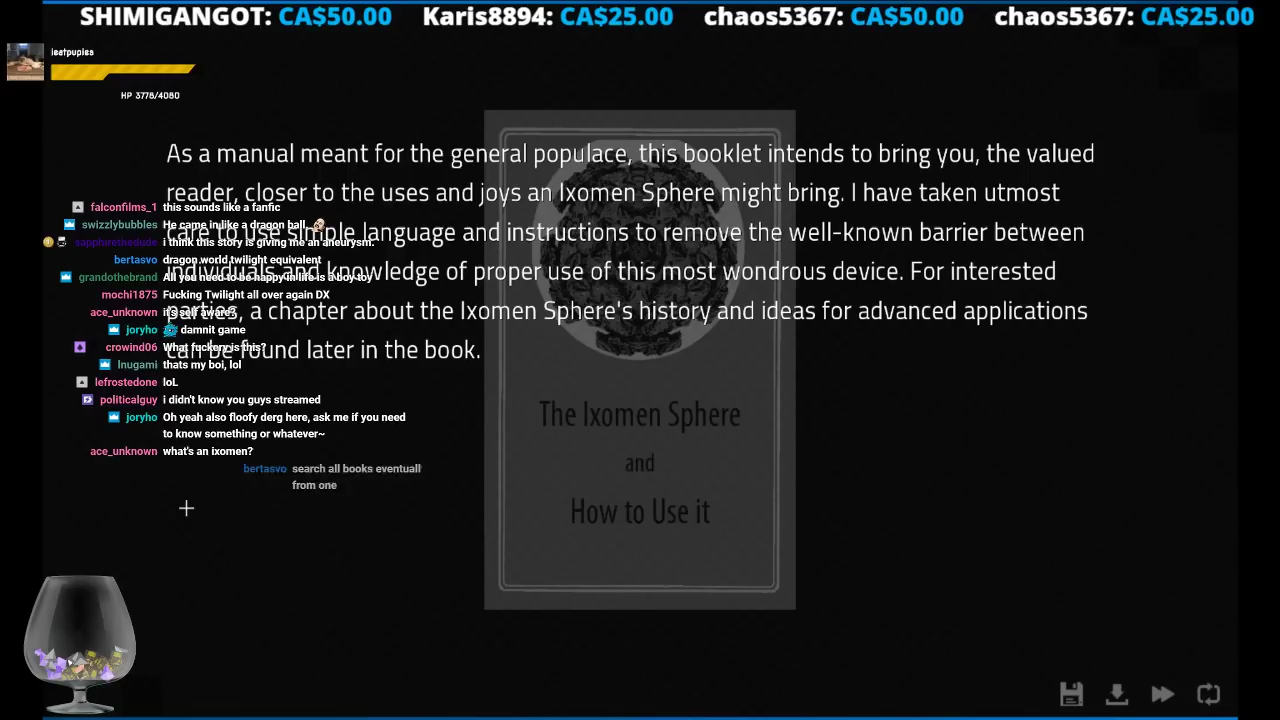 SHIMIGANGOT: CA$50.00 Karis8894: CA$25.00 chaos5367: CA$50.00 chaos5367: CA$25.00
ieatpupies
HP 3778/4080
As a manual meant for the general populace, this booklet intends to bring you, the valued
reader, closer to the uses and joys an Ixomen Sphere might bring. I have taken utmost
care to use simple language and instructions to remove the well-known barrier between
individuals and knowledge of proper use of this most wondrous device. For interested
parties, a chapter about the Ixomen Sphere's history and ideas for advanced applications
can be found later in the book.
falconfilms_1 this sounds like a fanfic
swizzlybubbles He came in like a dragon ball.
sapphirethedude i think this story is giving me an aneurysm.
bertasvo dragon world twilight equivalent
grandothebrand All you need to be happy in life is a boy toy
mochi1875 Fucking Twilight all over again DX
ace_unknown it's self aware?
joryho damnit game
crowind06 What fuckery is this?
lnugami thats my boi, lol
lefrostedone loL
politicalguy i didn't know you guys streamed
joryho Oh yeah also floofy derg here, ask me if you need
to know something or whatever~
ace_unknown what's an ixomen?
bertasvo search all books eventuall
from one
The Ixomen Sphere
and
How to Use it